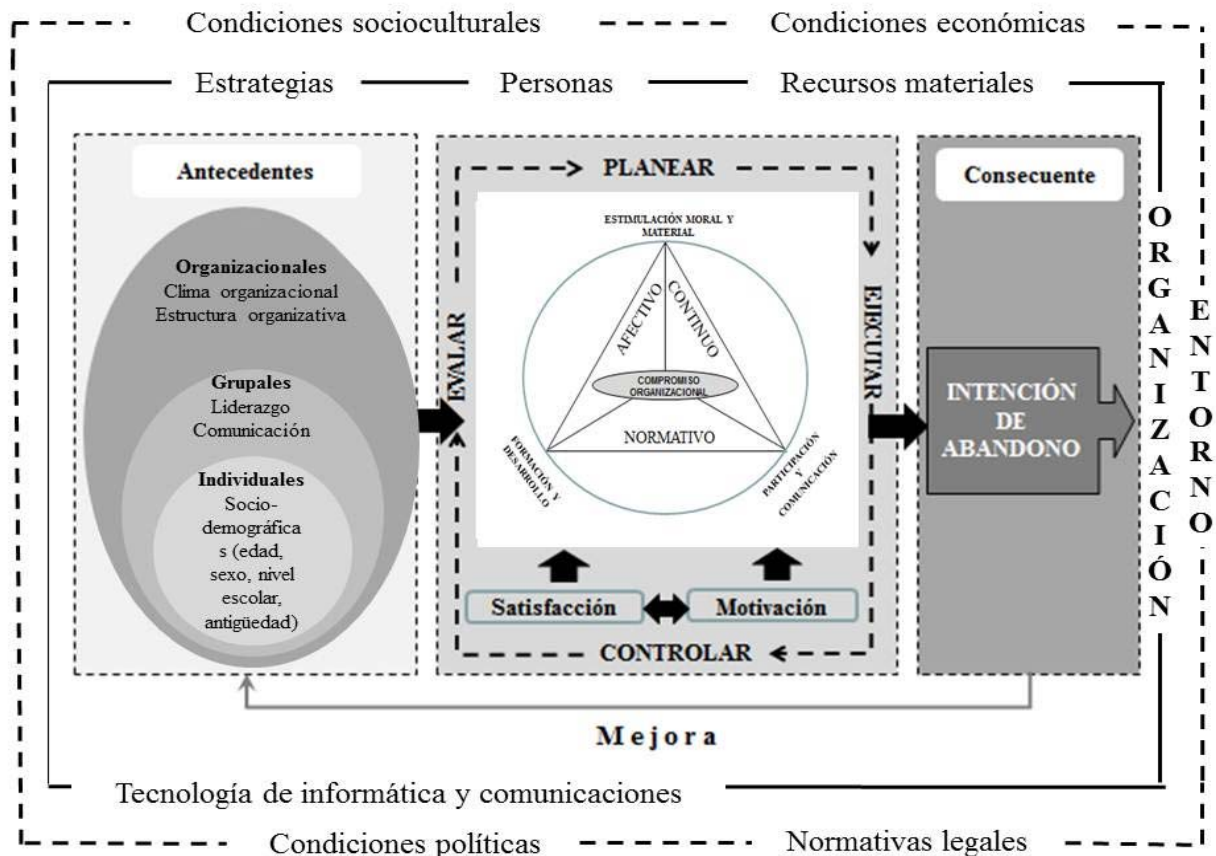 Condiciones socioculturales
Condiciones económicas
Estrategias
Personas
Recursos materiales
Antecedentes
Organizacionales
Clima organizacional
Estructura organizativa
Grupales
Liderazgo
Comunicación
Individuales
Socio-
demográfica
s (edad,
sexo, nivel
escolar,
antigüedad)
PLANEAR
EJECUTAR
CONTROLAR
EVALAR
ESTIMULACIÓN MORAL Y
MATERIAL
AFECTIVO
CONTINUO
COMPROMISO
ORGANIZACIONAL
NORMATIVO
FORMACIÓN Y
DESARROLLO
PARTICIPACIÓN
Y
COMUNICACIÓN
Satisfacción
Motivación
Consecuente
INTENCIÓN
DE
ABANDONO
ORGANIZACIÓN
ENTORNO
Mejora
Tecnología de informática y comunicaciones
Condiciones políticas
Normativas legales